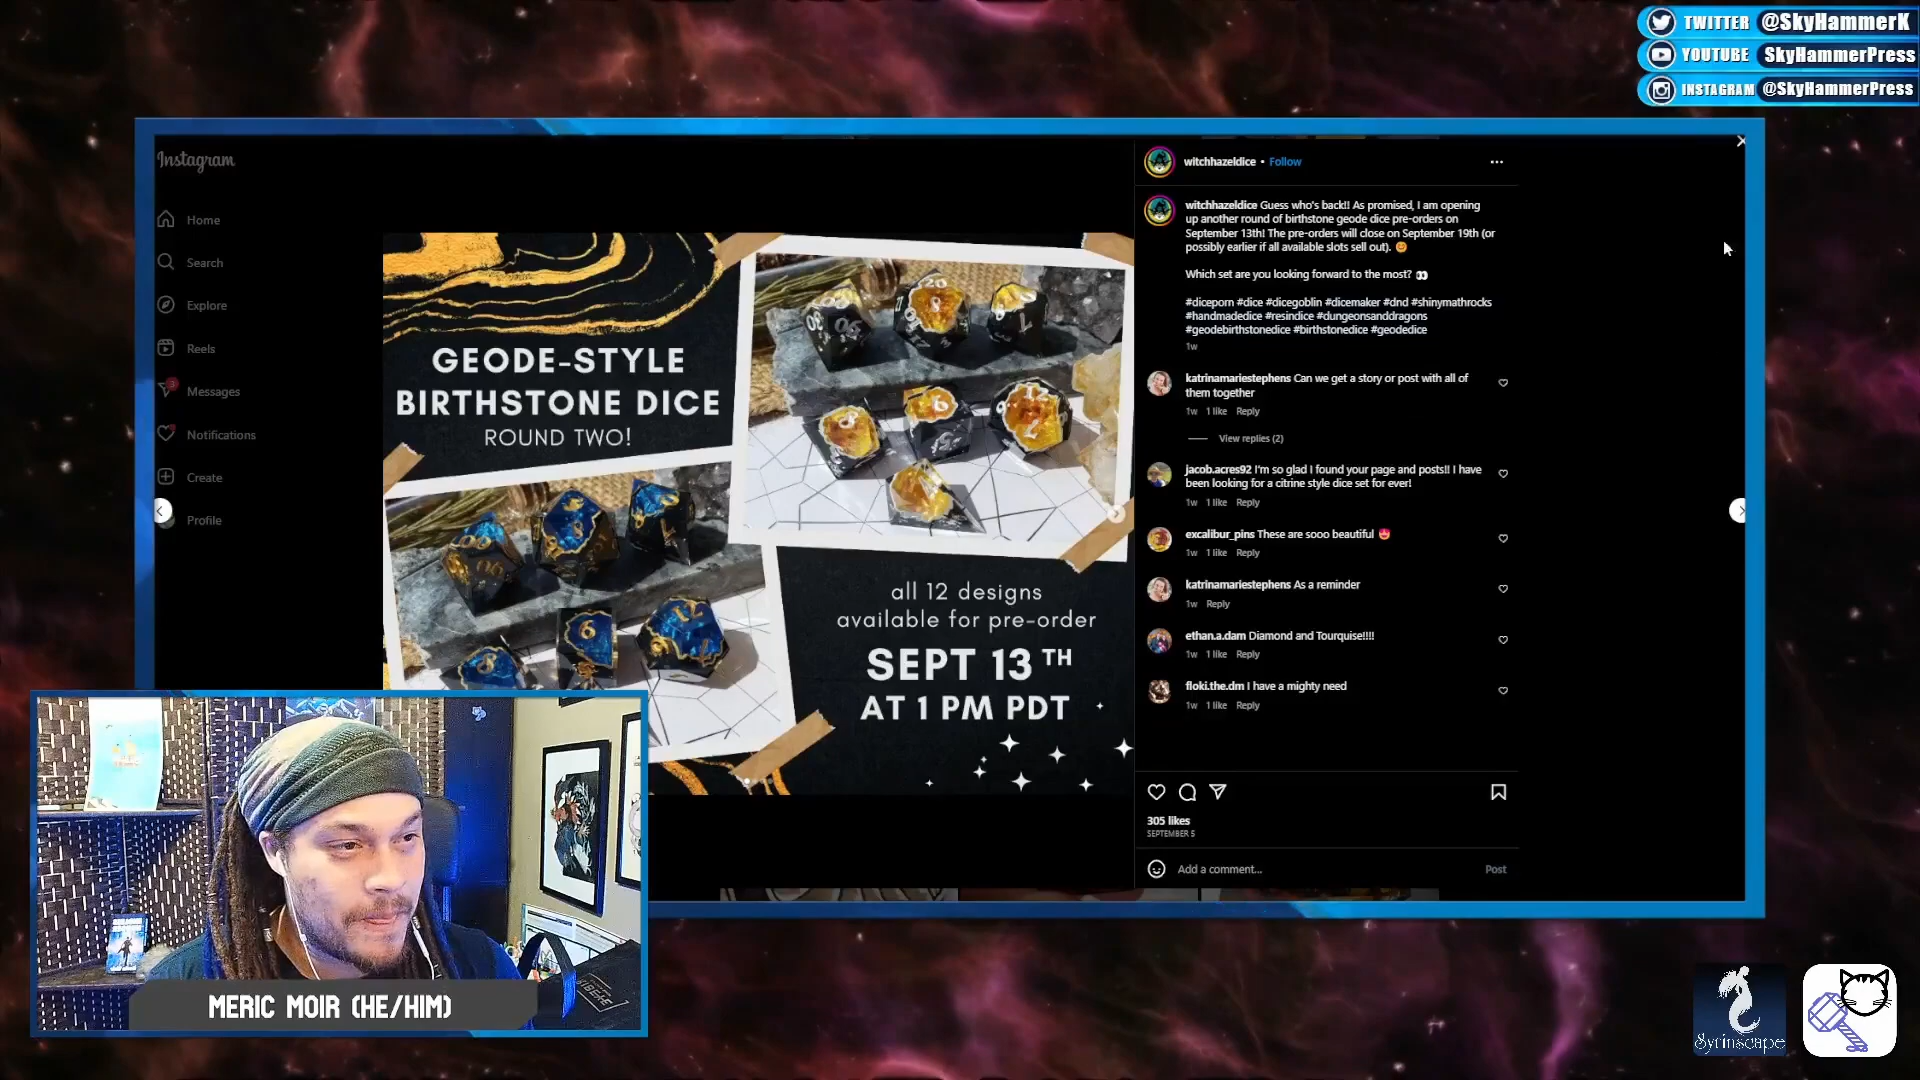 TWITTER @SkyHammerK
YOUTUBE SkyHammerPress
INSTAGRAM @SkyHammerPress
Instagram
Home
Search
Explore
Reels
3
Messages
Notifications
Create
Profile
GEODE-STYLE
BIRTHSTONE DICE
ROUND TWO!
all 12 designs
available for pre-order
SEPT 13TH
AT 1 PM PDT
witchhazeldice • Follow
witchhazeldice Guess who's back!! As promised, I am opening
up another round of birthstone geode dice pre-orders on
September 13th! The pre-orders will close on September 19th (or
possibly earlier if all available slots sell out). 😊
Which set are you looking forward to the most? 👀
#diceporn #dice #dicegoblin #dicemaker #dnd #shinymathrocks
#handmadedice #resindice #dungeonsanddragons
#geodebirthstonedice #birthstonedice #geodedice
1w
katrinamariestephens Can we get a story or post with all of
them together
1w 1 like Reply
View replies (2)
jacob.acres92 I'm so glad I found your page and posts!! I have
been looking for a citrine style dice set for ever!
1w 1 like Reply
excalibur_pins These are sooo beautiful 😍
1w 1 like Reply
katrinamariestephens As a reminder
1w Reply
ethan.a.dam Diamond and Tourquise!!!!
1w 1 like Reply
floki.the.dm I have a mighty need
1w 1 like Reply
305 likes
SEPTEMBER 5
Add a comment...
Post
MERIC MOIR (HE/HIM)
Syrinscape